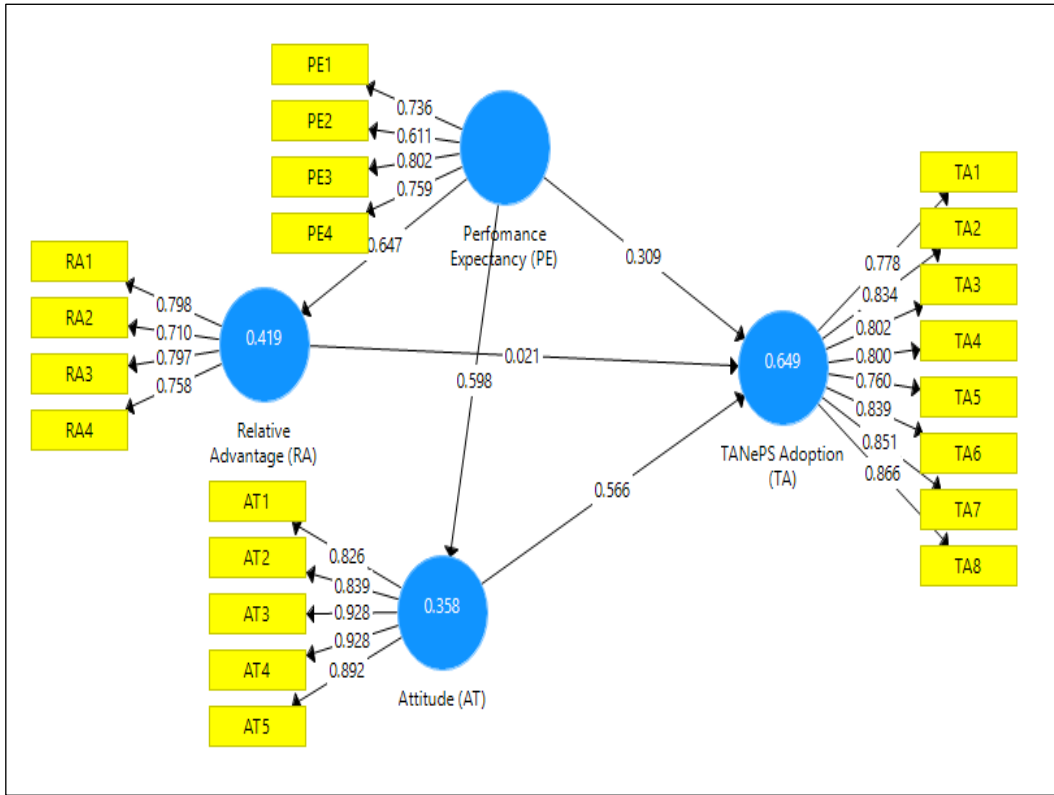 PE1
PE2
PE3
PE4
0.736
0.611
0.802
0.759
Perfomance
Expectancy (PE)
0.647
0.598
0.309
RA1
RA2
RA3
RA4
0.798
0.710
0.797
0.758
0.419
Relative
Advantage (RA)
0.021
AT1
AT2
AT3
AT4
AT5
0.826
0.839
0.928
0.928
0.892
0.358
Attitude (AT)
0.566
0.649
TANePS Adoption
(TA)
0.778
0.834
0.802
0.800
0.760
0.839
0.851
0.866
TA1
TA2
TA3
TA4
TA5
TA6
TA7
TA8